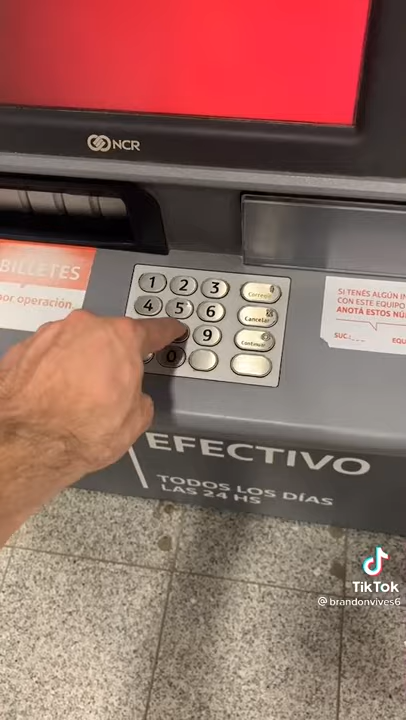 NCR
BILLETES
por operación.
1 2 3
Corregir
4 5 6
Cancelar
9
Continuar
0
SI TENÉS ALGÚN
CON ESTE EQUIPO
ANOTÁ ESTOS
SUC.
EFECTIVO
TODOS LOS DÍAS
LAS 24 HS
TikTok
@brandonvives6